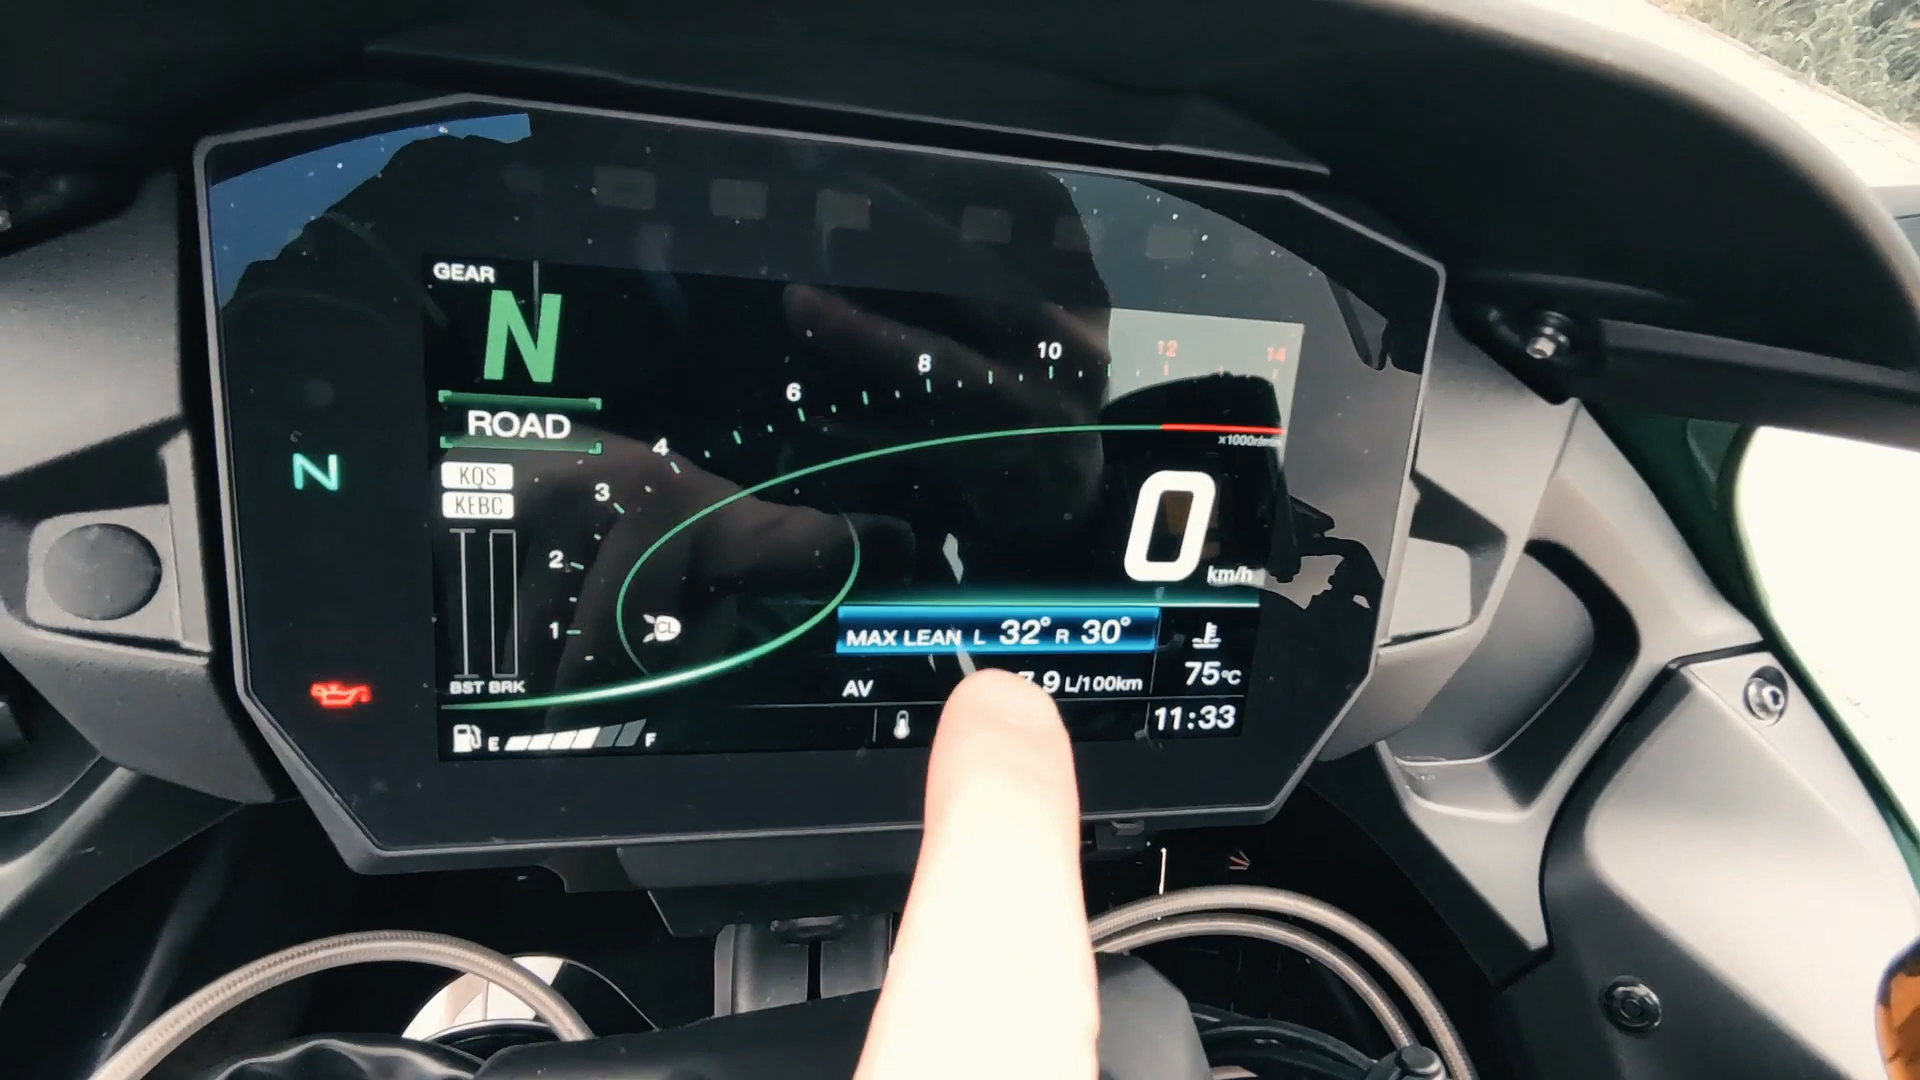 GEAR
N
ROAD
KQS
KEBC
N
BST BRK
E
F
1
2
3
4
6
8
10
12
14
x1000r/min
0
km/h
CL
MAX LEAN L 32° R 30°
AV
.9 L/100km
75°C
11:33